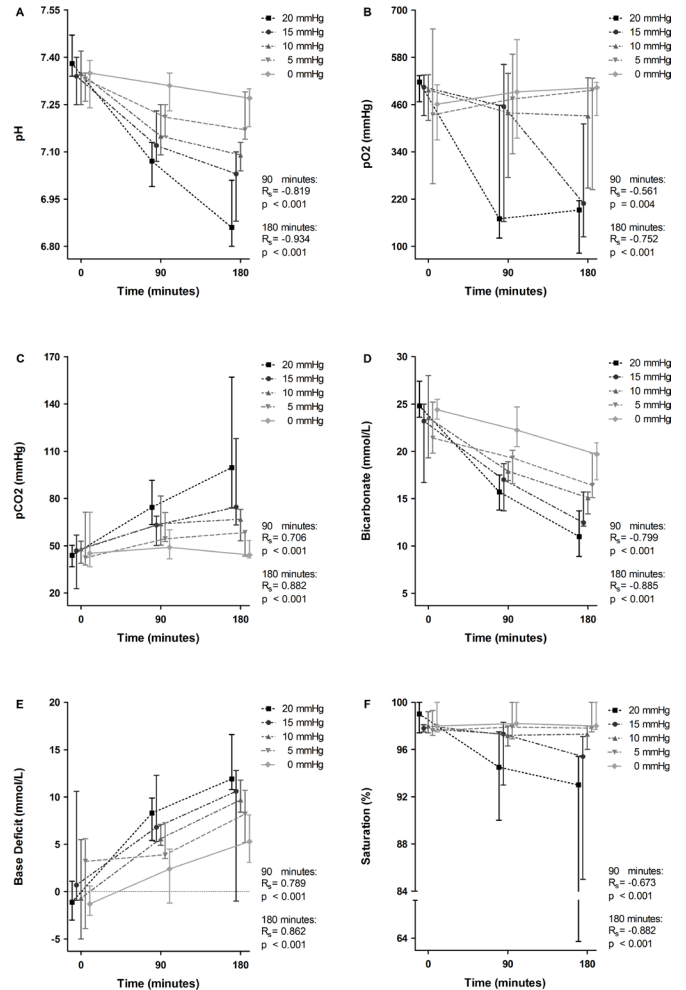 A
7.55
7.40
7.25
7.10
6.95
6.80
pH
0
90
180
Time (minutes)
20 mmHg
15 mmHg
10 mmHg
5 mmHg
0 mmHg
90 minutes:
Rs= -0.819
p < 0.001
180 minutes:
Rs= -0.934
p < 0.001
B
700
580
460
340
220
100
pO2 (mmHg)
0
90
180
Time (minutes)
20 mmHg
15 mmHg
10 mmHg
5 mmHg
0 mmHg
90 minutes:
Rs= -0.561
p = 0.004
180 minutes:
Rs= -0.752
p < 0.001
C
170
140
110
80
50
20
pCO2 (mmHg)
0
90
180
Time (minutes)
20 mmHg
15 mmHg
10 mmHg
5 mmHg
0 mmHg
90 minutes:
Rs= 0.706
p < 0.001
180 minutes:
Rs= 0.882
p < 0.001
D
30
25
20
15
10
5
Bicarbonate (mmol/L)
0
90
180
Time (minutes)
20 mmHg
15 mmHg
10 mmHg
5 mmHg
0 mmHg
90 minutes:
Rs= -0.799
p < 0.001
180 minutes:
Rs= -0.885
p < 0.001
E
20
15
10
5
0
-5
Base Deficit (mmol/L)
0
90
180
Time (minutes)
20 mmHg
15 mmHg
10 mmHg
5 mmHg
0 mmHg
90 minutes:
Rs= 0.789
p < 0.001
180 minutes:
Rs= 0.862
p < 0.001
F
100
96
92
88
84
64
Saturation (%)
0
90
180
Time (minutes)
20 mmHg
15 mmHg
10 mmHg
5 mmHg
0 mmHg
90 minutes:
Rs= -0.673
p < 0.001
180 minutes:
Rs= -0.882
p < 0.001